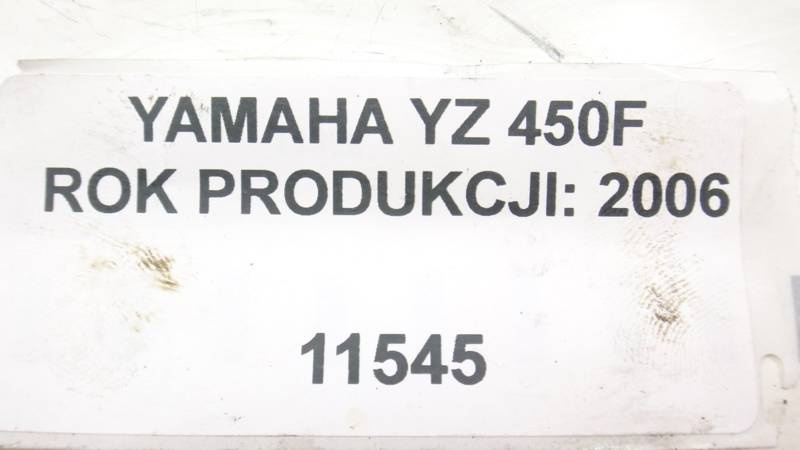 YAMAHA YZ 450F
ROK PRODUKCJI: 2006
11545